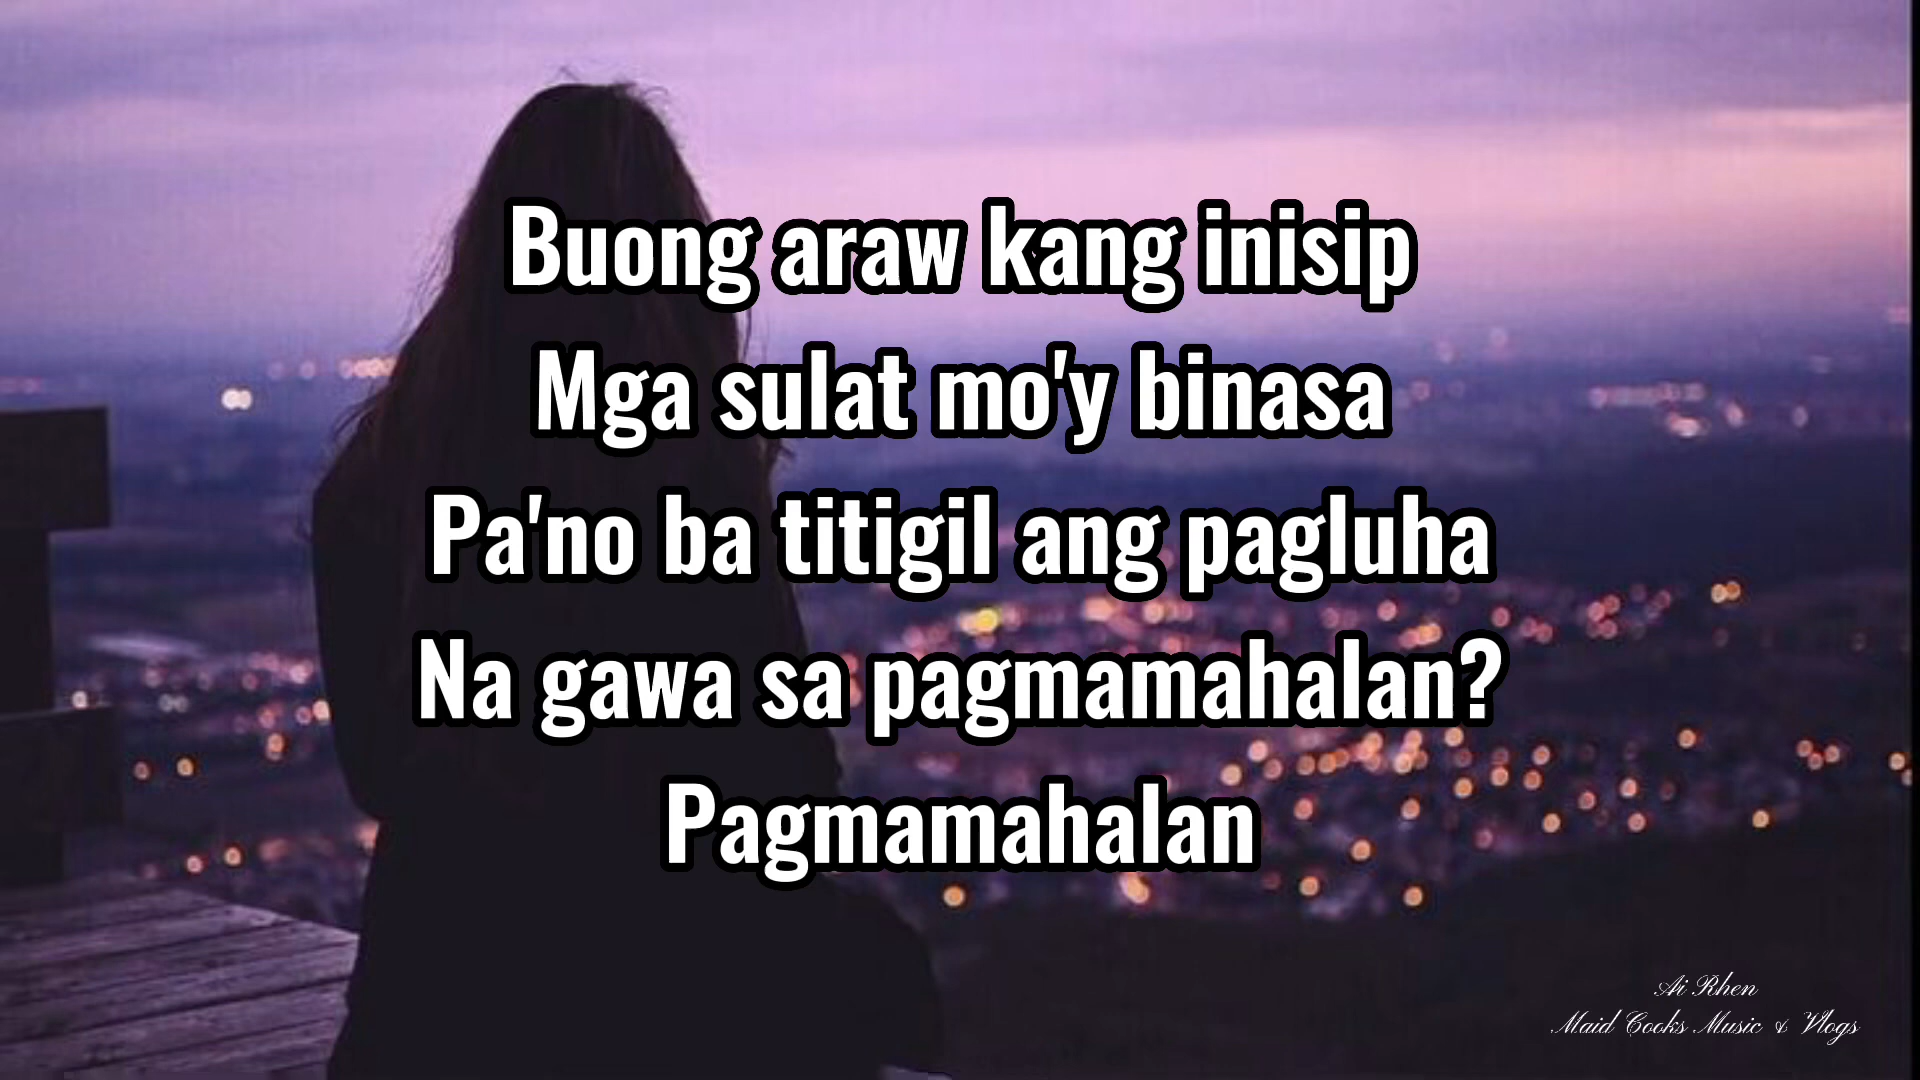 Buong araw kang inisip
Mga sulat mo'y binasa
Pa'no ba titigil ang pagluha
Na gawa sa pagmamahalan?
Pagmamahalan
Ai Rhen
Maid Cooks Music & Vlogs